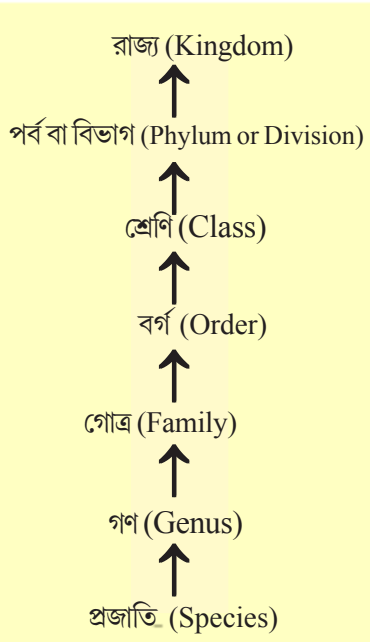 রাজ্য (Kingdom)
পর্ব বা বিভাগ (Phylum or Division)
শ্রেণি (Class)
বর্গ (Order)
গোত্র (Family)
গণ (Genus)
প্রজাতি (Species)